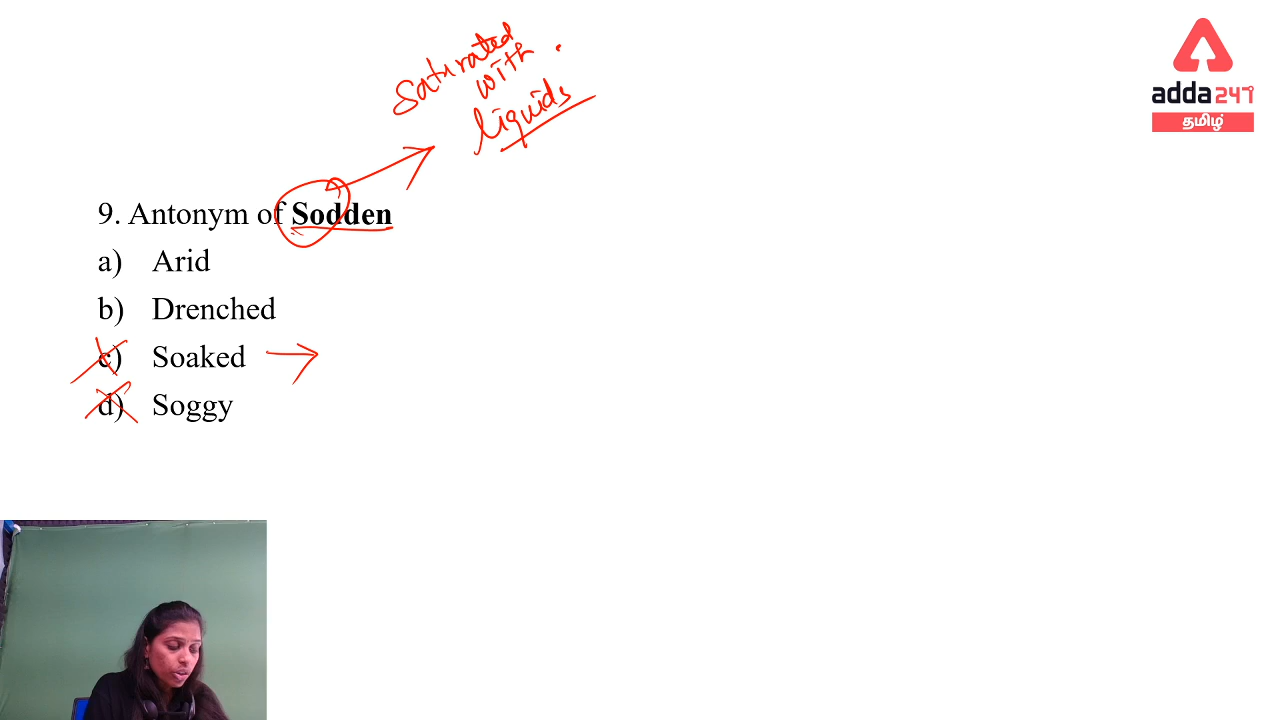 Saturated
with
liquids
adda247
தமிழ்
9. Antonym of Sodden
a) Arid
b) Drenched
c) Soaked
d) Soggy